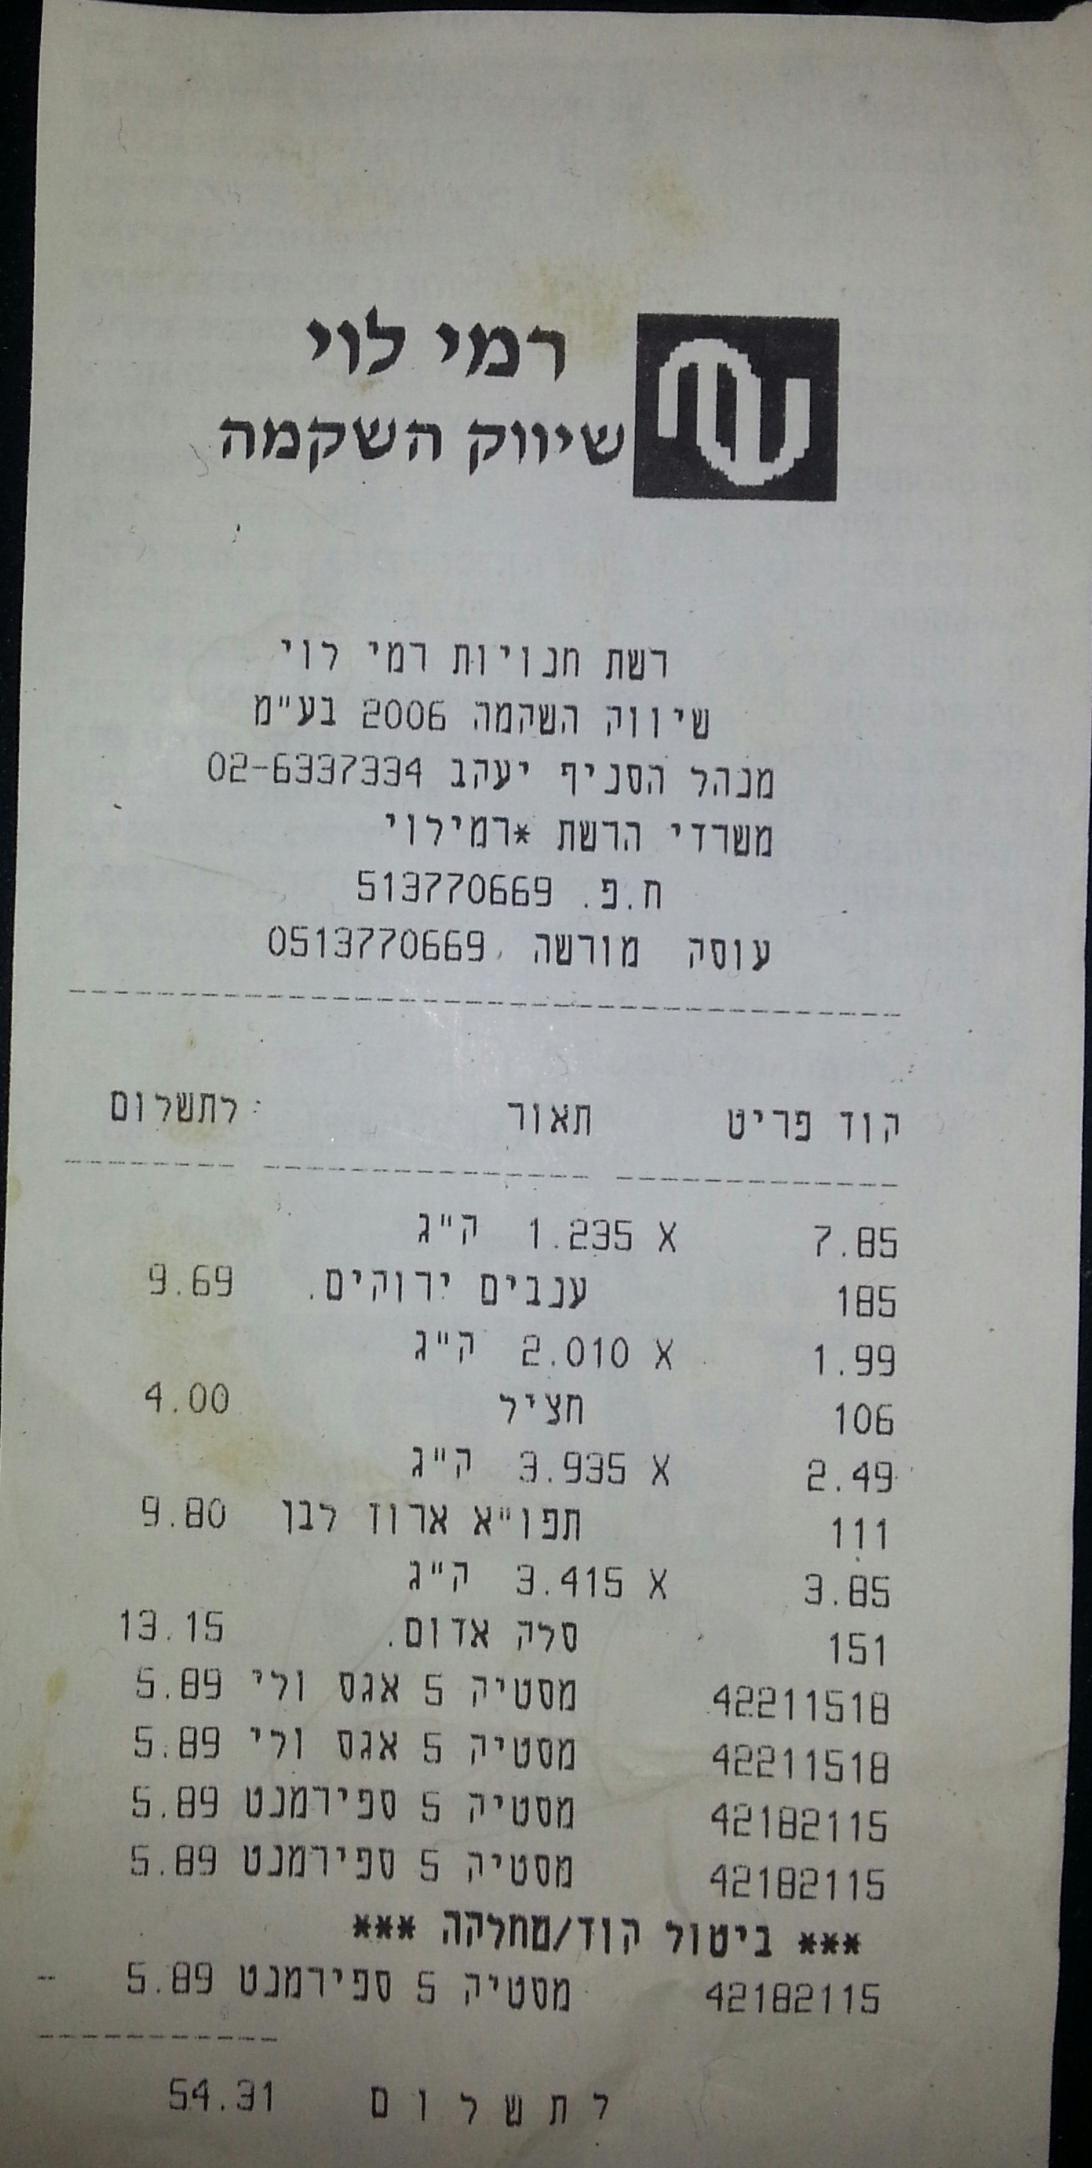 רמי לוי
שיווק השקמה
רשת חנויות רמי לוי
שיווק השקמה 2006 בע"מ
מנהל הסניף יעקב 02-6337334
משרדי הרשת *רמילוי
ח.פ. 513770669
עוסק מורשה 0513770669
קוד פריט תאור לתשלום
7.85 X 1.235 ק"ג
185 ענבים ירוקים. 9.69
1.99 X 2.010 ק"ג
106 חציל 4.00
2.49 X 3.935 ק"ג
111 תפו"א ארוז לבן 9.80
3.85 X 3.415 ק"ג
151 סלק אדום. 13.15
42211518 מסטיק 5 אגס ולי 5.89
42211518 מסטיק 5 אגס ולי 5.89
42182115 מסטיק 5 ספירמנט 5.89
42182115 מסטיק 5 ספירמנט 5.89
*** ביטול קוד/מחלקה ***
42182115 מסטיק 5 ספירמנט 5.89 -
לתשלום 54.31